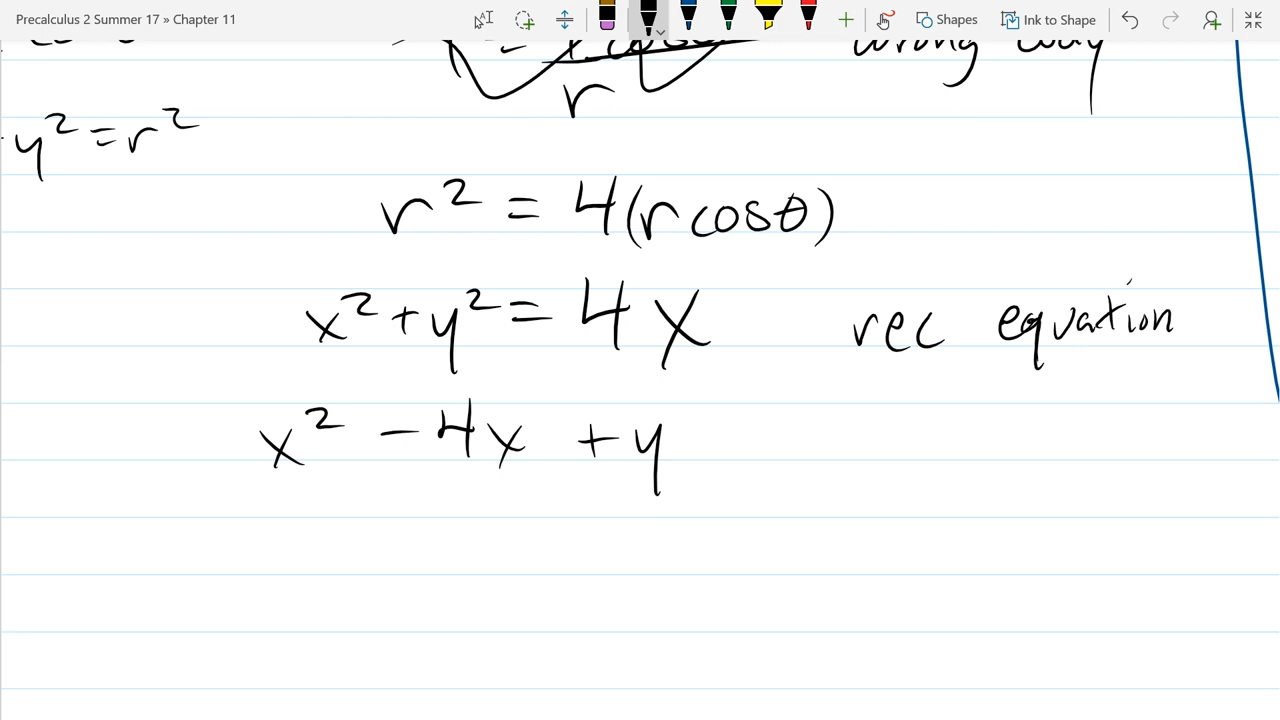 Precalculus 2 Summer 17 » Chapter 11
Shapes
Ink to Shape
wrong way
r
y² = r²
r² = 4(r cosθ)
x² + y² = 4x rec equation
x² - 4x + y